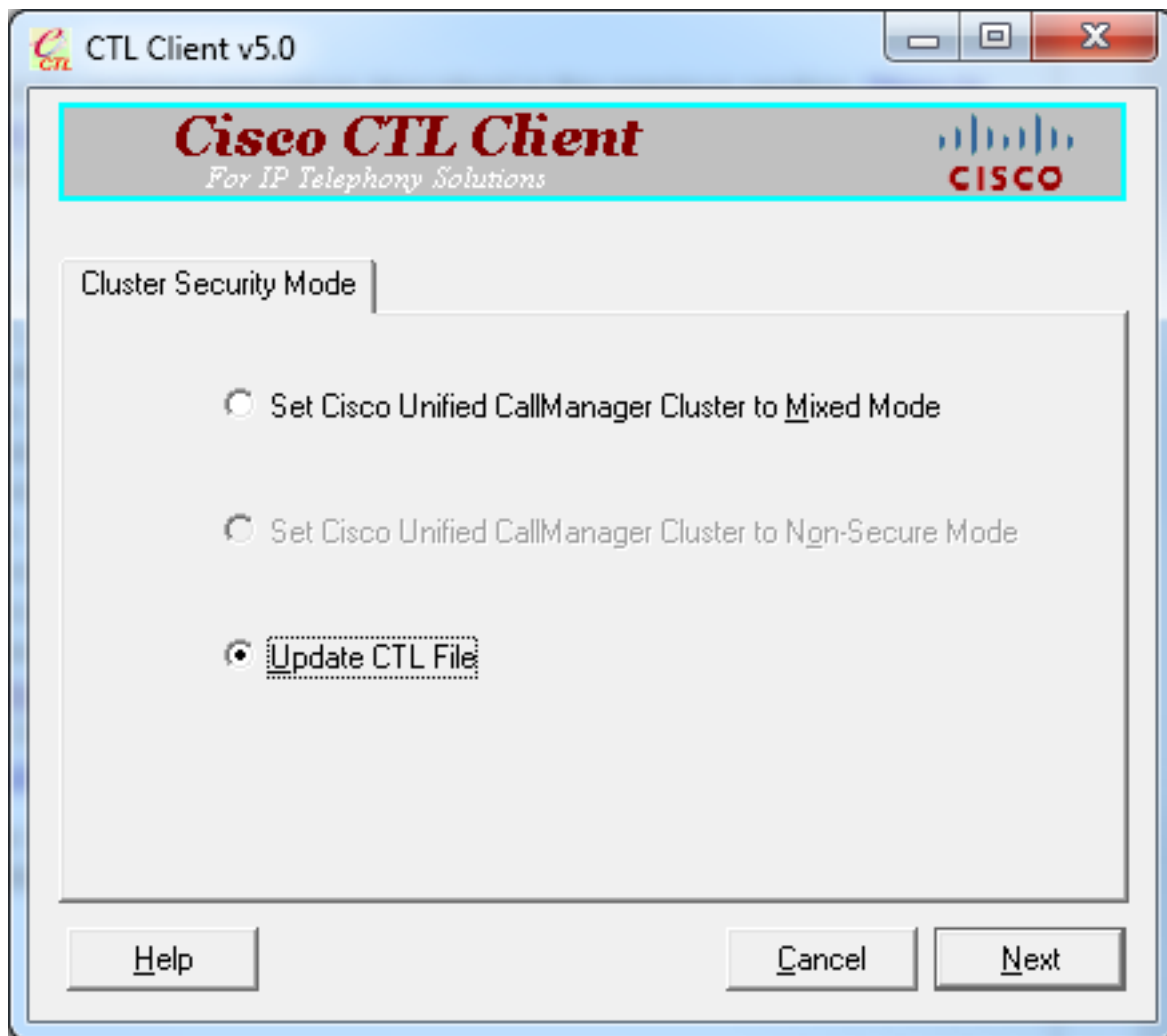 CTL Client v5.0
Cisco CTL Client
For IP Telephony Solutions
CISCO
Cluster Security Mode
Set Cisco Unified CallManager Cluster to Mixed Mode
Set Cisco Unified CallManager Cluster to Non-Secure Mode
Update CTL File
Help
Cancel
Next